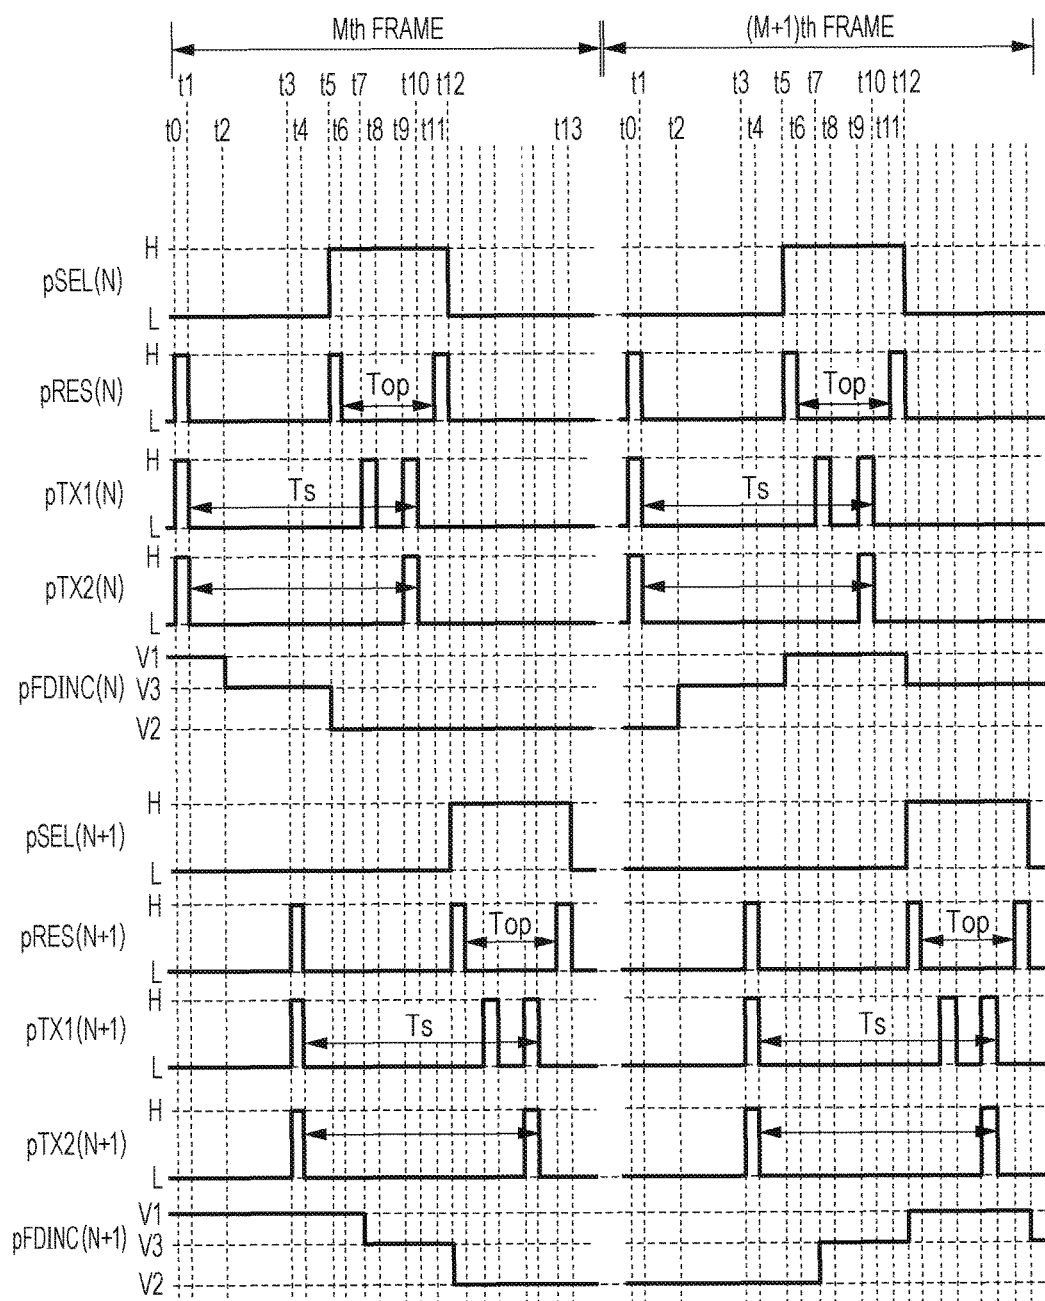 Mth FRAME (M+1)th FRAME
t1 t3 t5 t7 t10 t12 t1 t3 t5 t7 t10 t12
t0 t2 t4 t6 t8 t9 t11 t13 t0 t2 t4 t6 t8 t9 t11
H
pSEL(N)
L
H
pRES(N) Top Top
L
H
pTX1(N) Ts Ts
L
H
pTX2(N)
L
V1
pFDINC(N) V3
V2
H
pSEL(N+1)
L
H
pRES(N+1) Top Top
L
H
pTX1(N+1) Ts Ts
L
H
pTX2(N+1)
L
V1
pFDINC(N+1) V3
V2